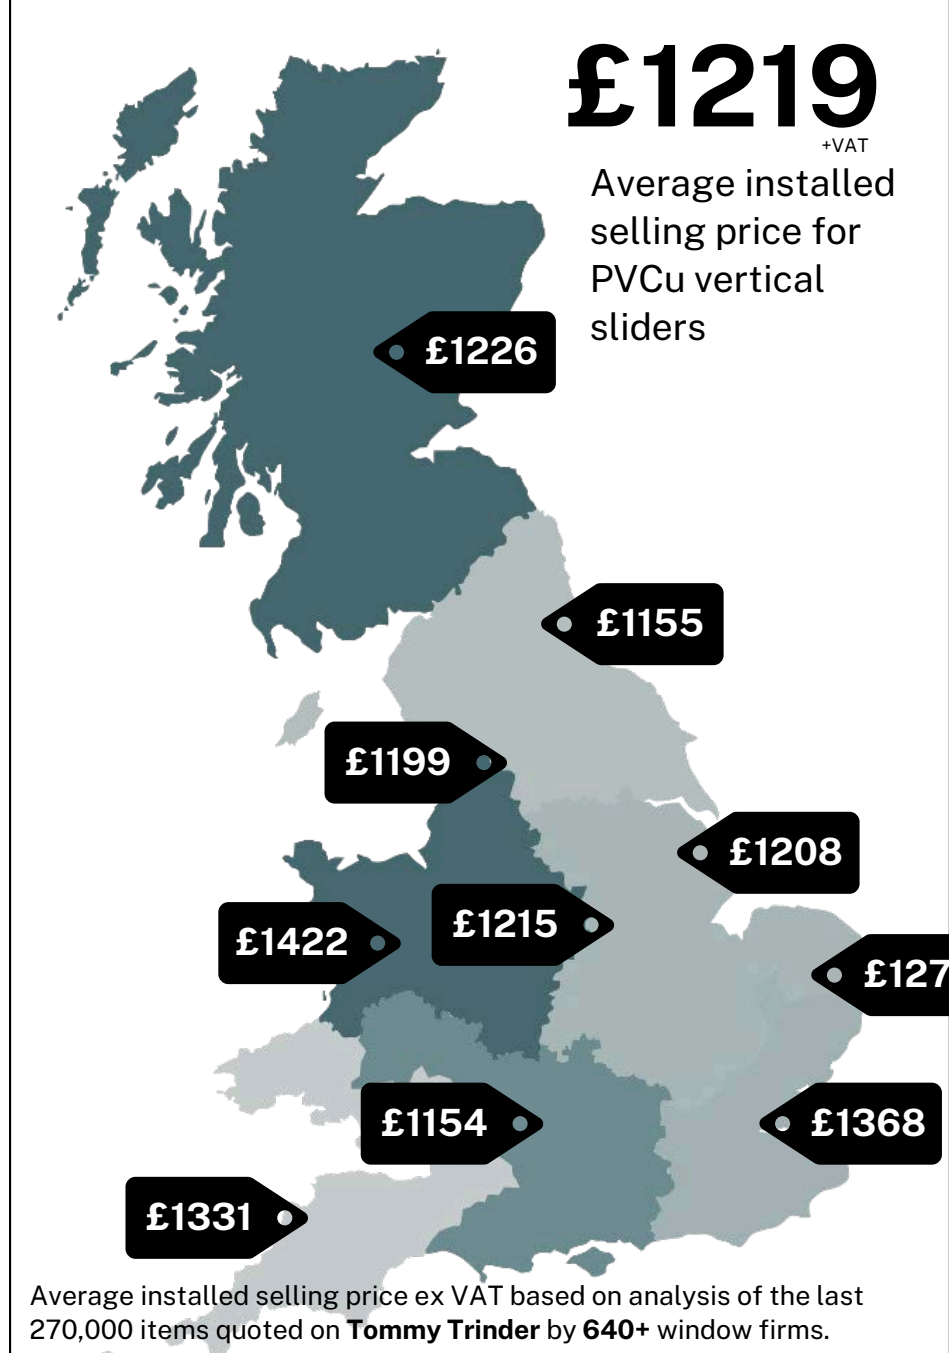 £1219
+VAT
Average installed
selling price for
PVCu vertical
sliders
£1226
£1155
£1199
£1208
£1215
£1422
£127
£1154
£1368
£1331
Average installed selling price ex VAT based on analysis of the last
270,000 items quoted on Tommy Trinder by 640+ window firms.